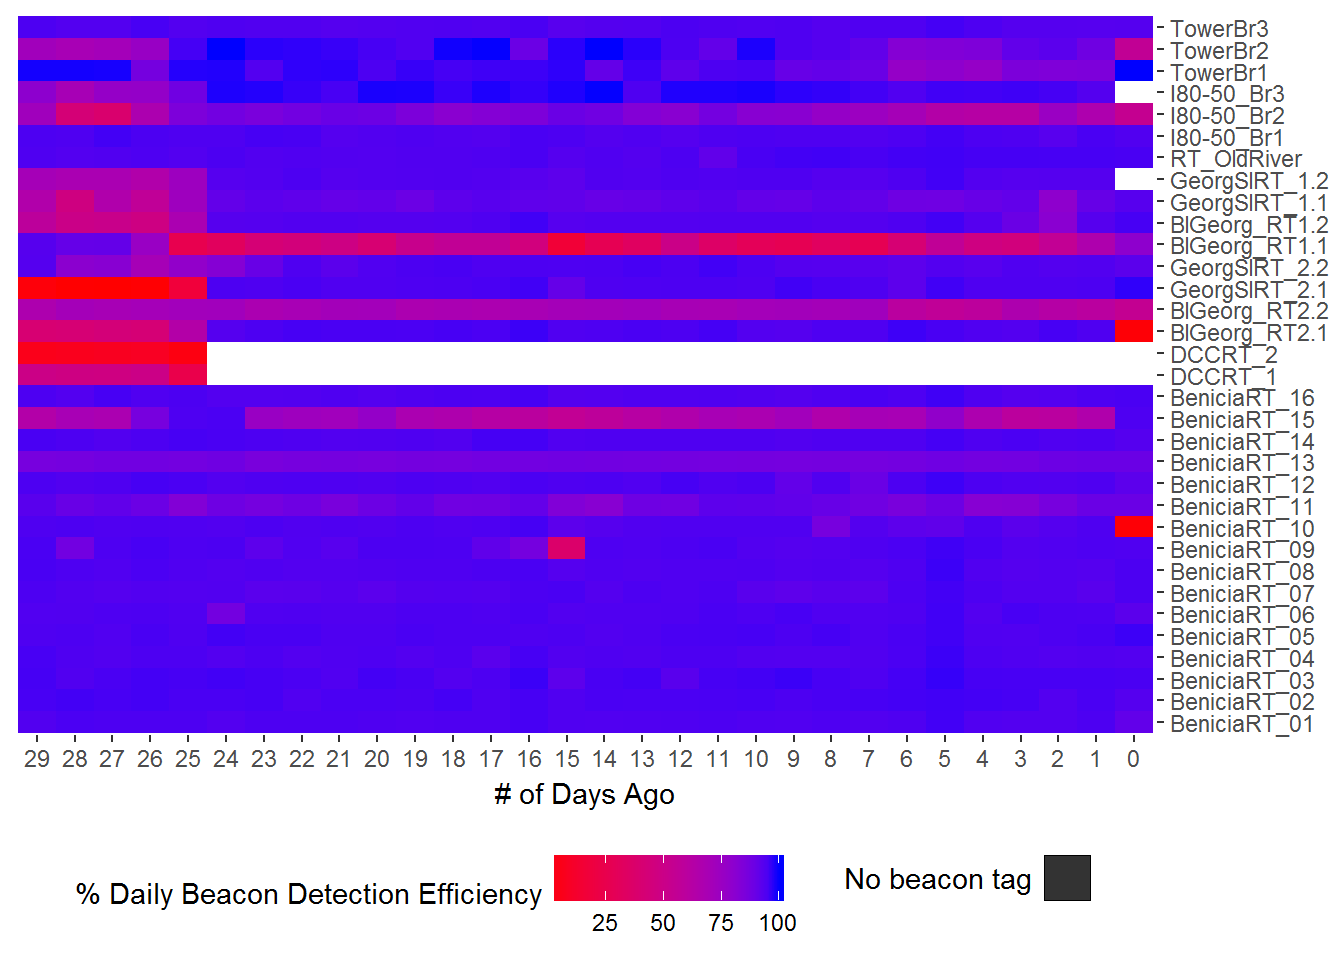 TowerBr3
TowerBr2
TowerBr1
I80-50_Br3
I80-50_Br2
I80-50_Br1
RT_OldRiver
GeorgSlRT_1.2
GeorgSlRT_1.1
BlGeorg_RT1.2
BlGeorg_RT1.1
GeorgSlRT_2.2
GeorgSlRT_2.1
BlGeorg_RT2.2
BlGeorg_RT2.1
DCCRT_2
DCCRT_1
BeniciaRT_16
BeniciaRT_15
BeniciaRT_14
BeniciaRT_13
BeniciaRT_12
BeniciaRT_11
BeniciaRT_10
BeniciaRT_09
BeniciaRT_08
BeniciaRT_07
BeniciaRT_06
BeniciaRT_05
BeniciaRT_04
BeniciaRT_03
BeniciaRT_02
BeniciaRT_01
29 28 27 26 25 24 23 22 21 20 19 18 17 16 15 14 13 12 11 10 9 8 7 6 5 4 3 2 1 0
# of Days Ago
% Daily Beacon Detection Efficiency
25 50 75 100
No beacon tag